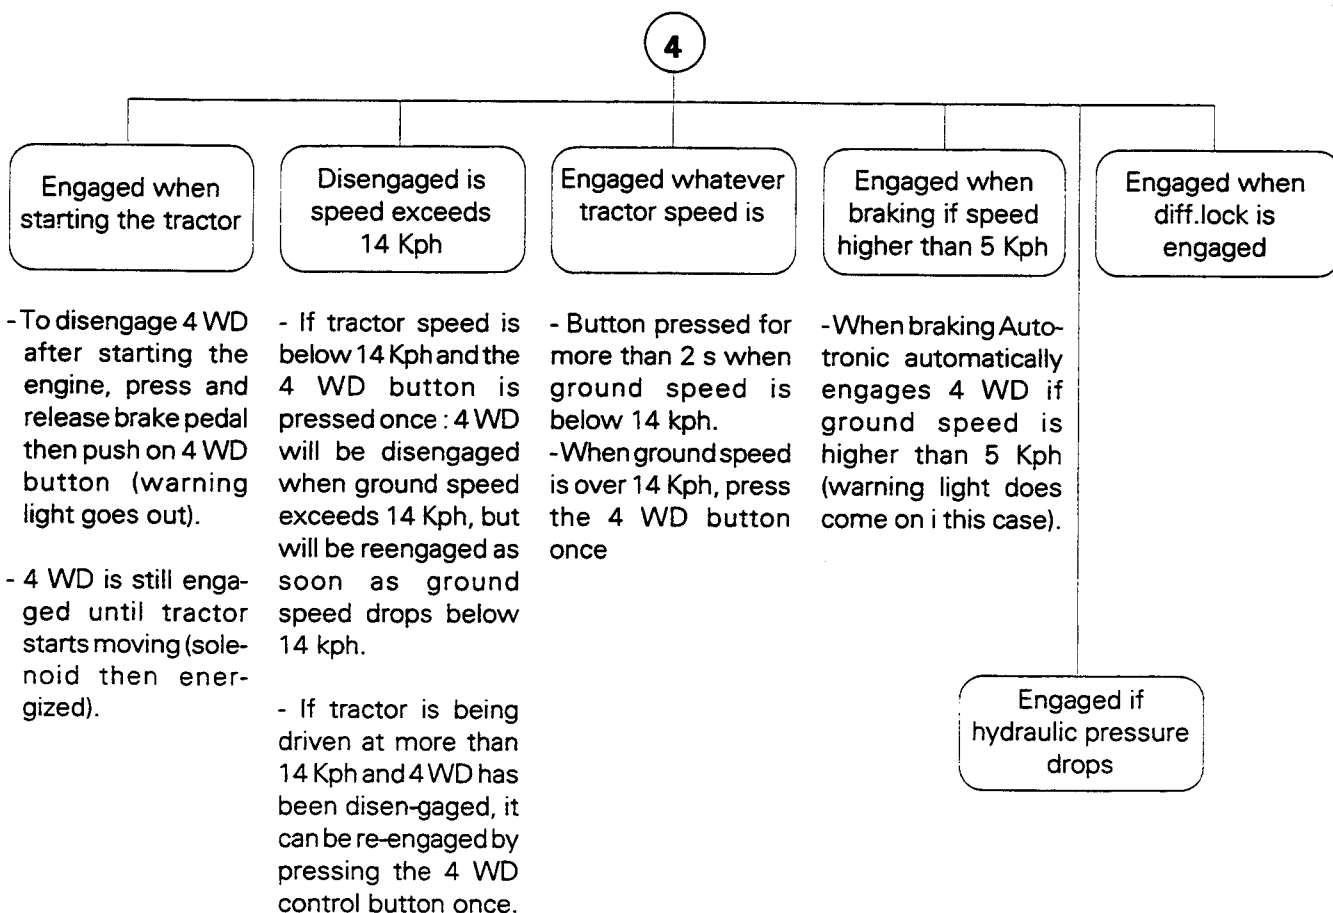 4
Engaged when
starting the tractor
Disengaged is
speed exceeds
14 Kph
Engaged whatever
tractor speed is
Engaged when
braking if speed
higher than 5 Kph
Engaged when
diff.lock is
engaged
- To disengage 4 WD
after starting the
engine, press and
release brake pedal
then push on 4 WD
button (warning
light goes out).
- 4 WD is still enga-
ged until tractor
starts moving (sole-
noid then ener-
gized).
- If tractor speed is
below 14 Kph and the
4 WD button is
pressed once : 4 WD
will be disengaged
when ground speed
exceeds 14 Kph, but
will be reengaged as
soon as ground
speed drops below
14 kph.
- If tractor is being
driven at more than
14 Kph and 4 WD has
been disen-gaged, it
can be re-engaged by
pressing the 4 WD
control button once.
- Button pressed for
more than 2 s when
ground speed is
below 14 kph.
- When ground speed
is over 14 Kph, press
the 4 WD button
once
- When braking Auto-
tronic automatically
engages 4 WD if
ground speed is
higher than 5 Kph
(warning light does
come on i this case).
Engaged if
hydraulic pressure
drops